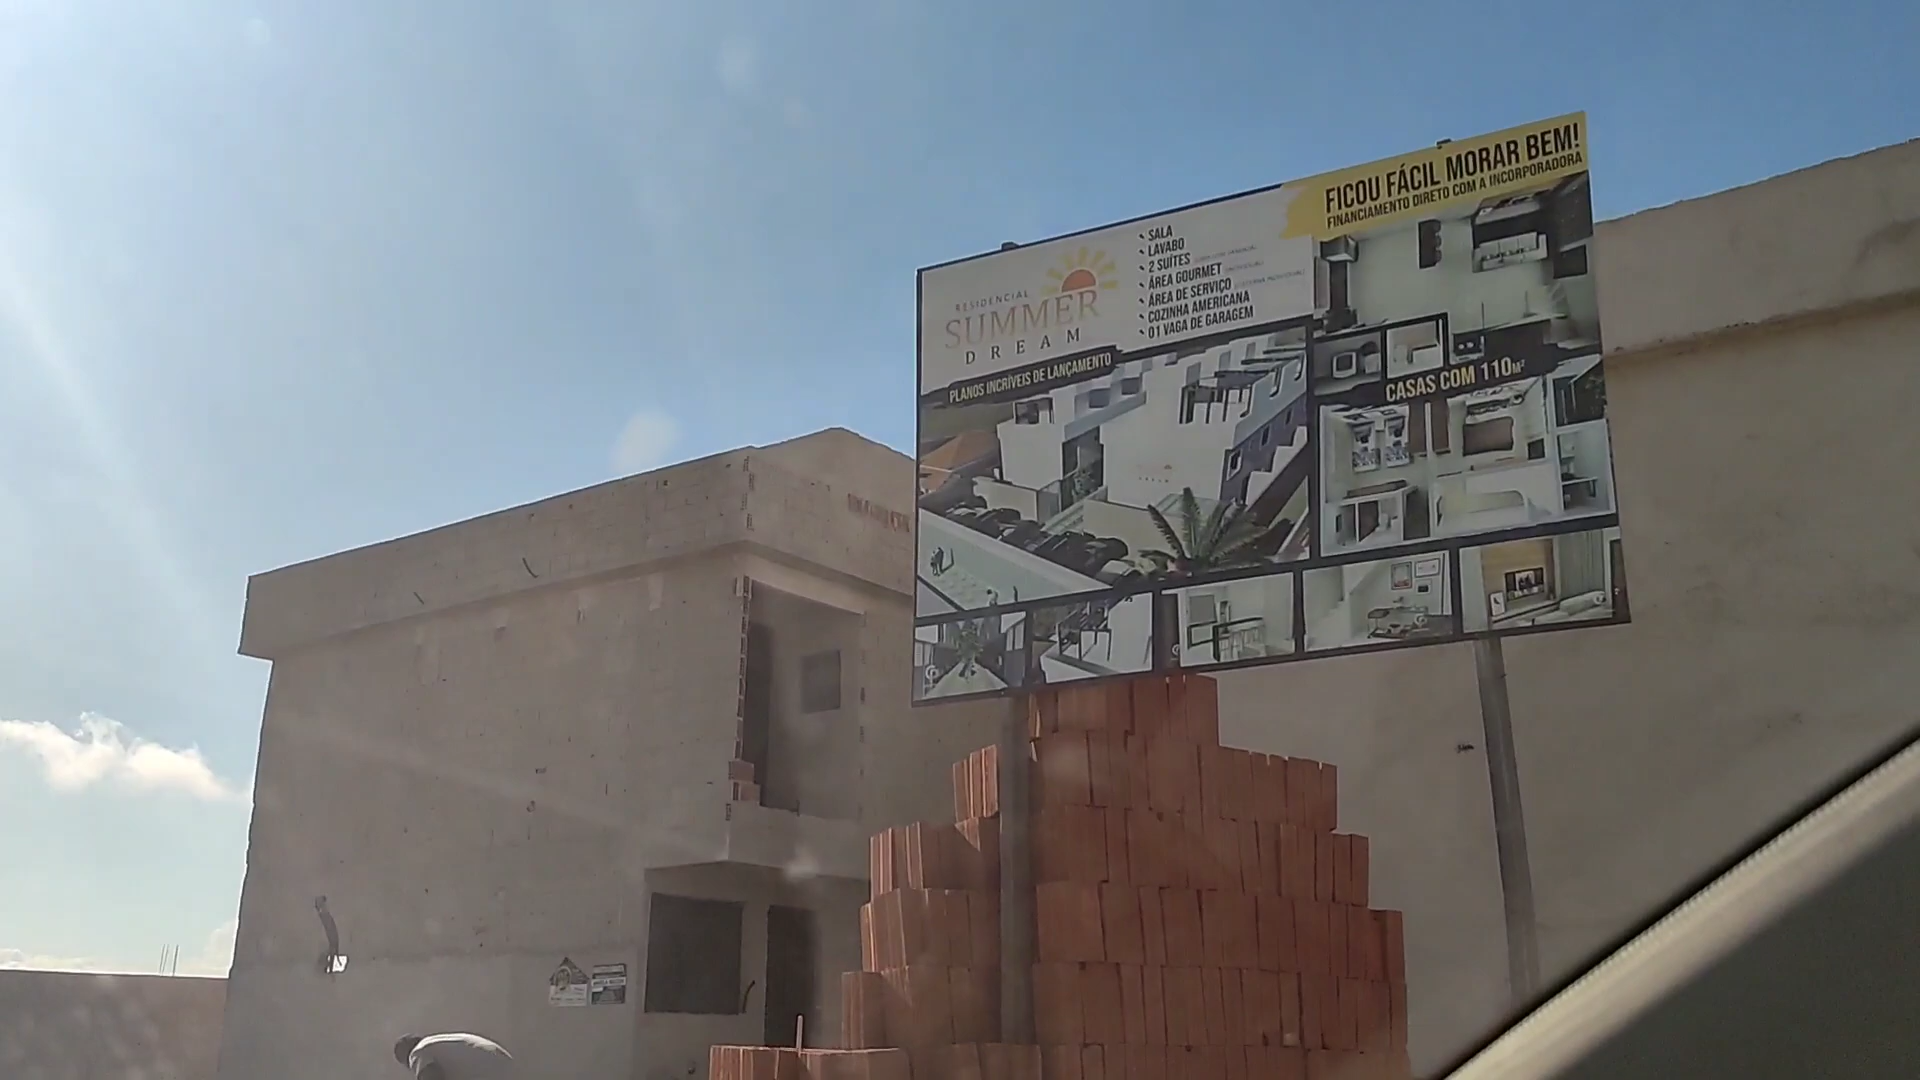 FICOU FÁCIL MORAR BEM!
FINANCIAMENTO DIRETO COM A INCORPORADORA
RESIDENCIAL
SUMMER
DREAM
PLANOS INCRÍVEIS DE LANÇAMENTO
SALA
LAVABO
2 SUÍTES
ÁREA GOURMET
ÁREA DE SERVIÇO
COZINHA AMERICANA
01 VAGA DE GARAGEM
CASAS COM 110M²